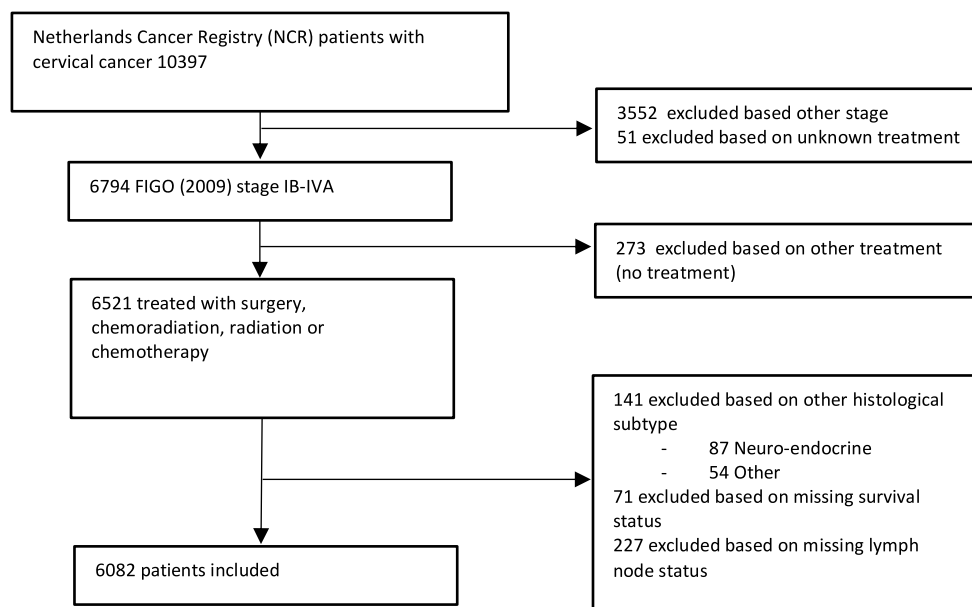 Netherlands Cancer Registry (NCR) patients with
cervical cancer 10397
3552 excluded based other stage
51 excluded based on unknown treatment
6794 FIGO (2009) stage IB-IVA
273 excluded based on other treatment
(no treatment)
6521 treated with surgery,
chemoradiation, radiation or
chemotherapy
141 excluded based on other histological
subtype
- 87 Neuro-endocrine
- 54 Other
71 excluded based on missing survival
status
227 excluded based on missing lymph
node status
6082 patients included